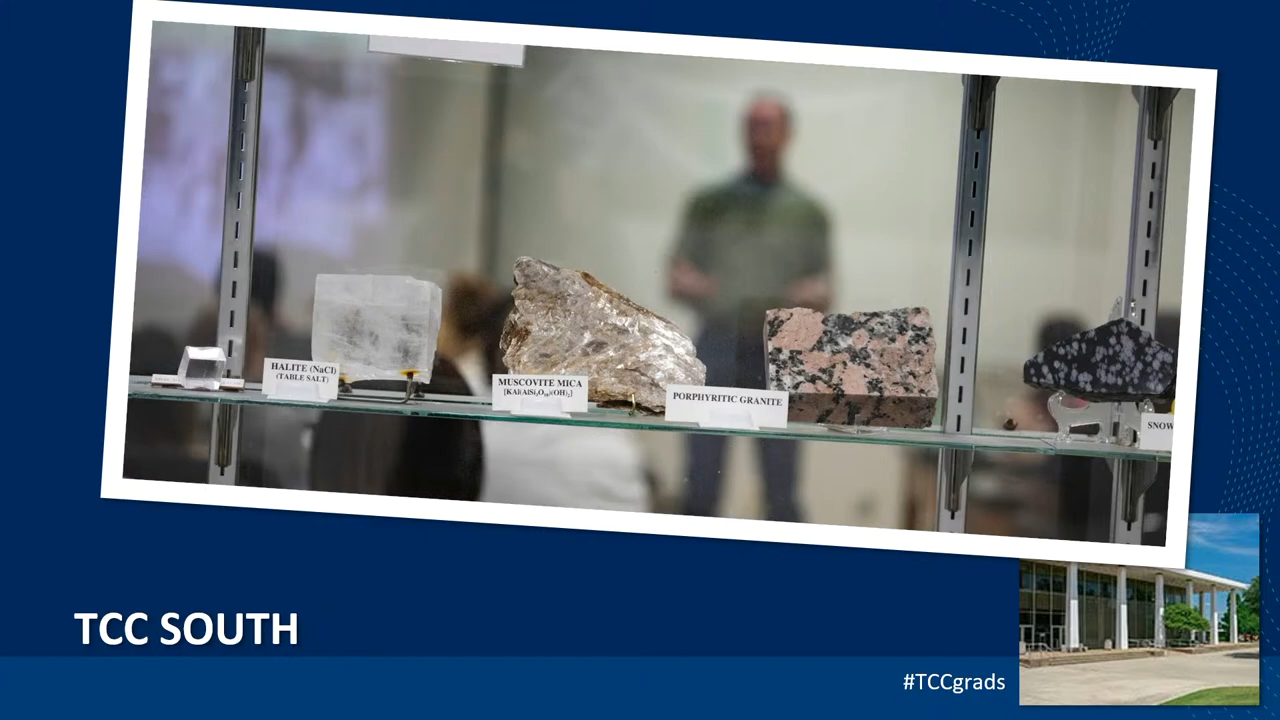 HALITE (NaCl)
(TABLE SALT)
MUSCOVITE MICA
PORPHYRITIC GRANITE
SNOW
TCC SOUTH
#TCCgrads